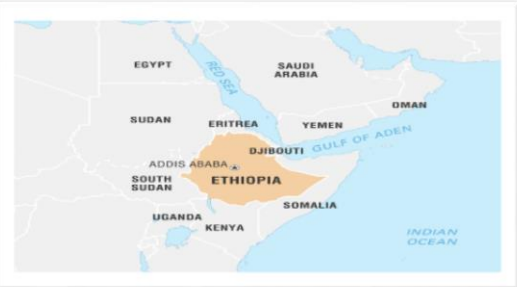 EGYPT
RED SEA
SAUDI
ARABIA
OMAN
SUDAN
ERITREA
YEMEN
GULF OF ADEN
DJIBOUTI
ADDIS ABABA
SOUTH
SUDAN
ETHIOPIA
SOMALIA
UGANDA
KENYA
INDIAN
OCEAN